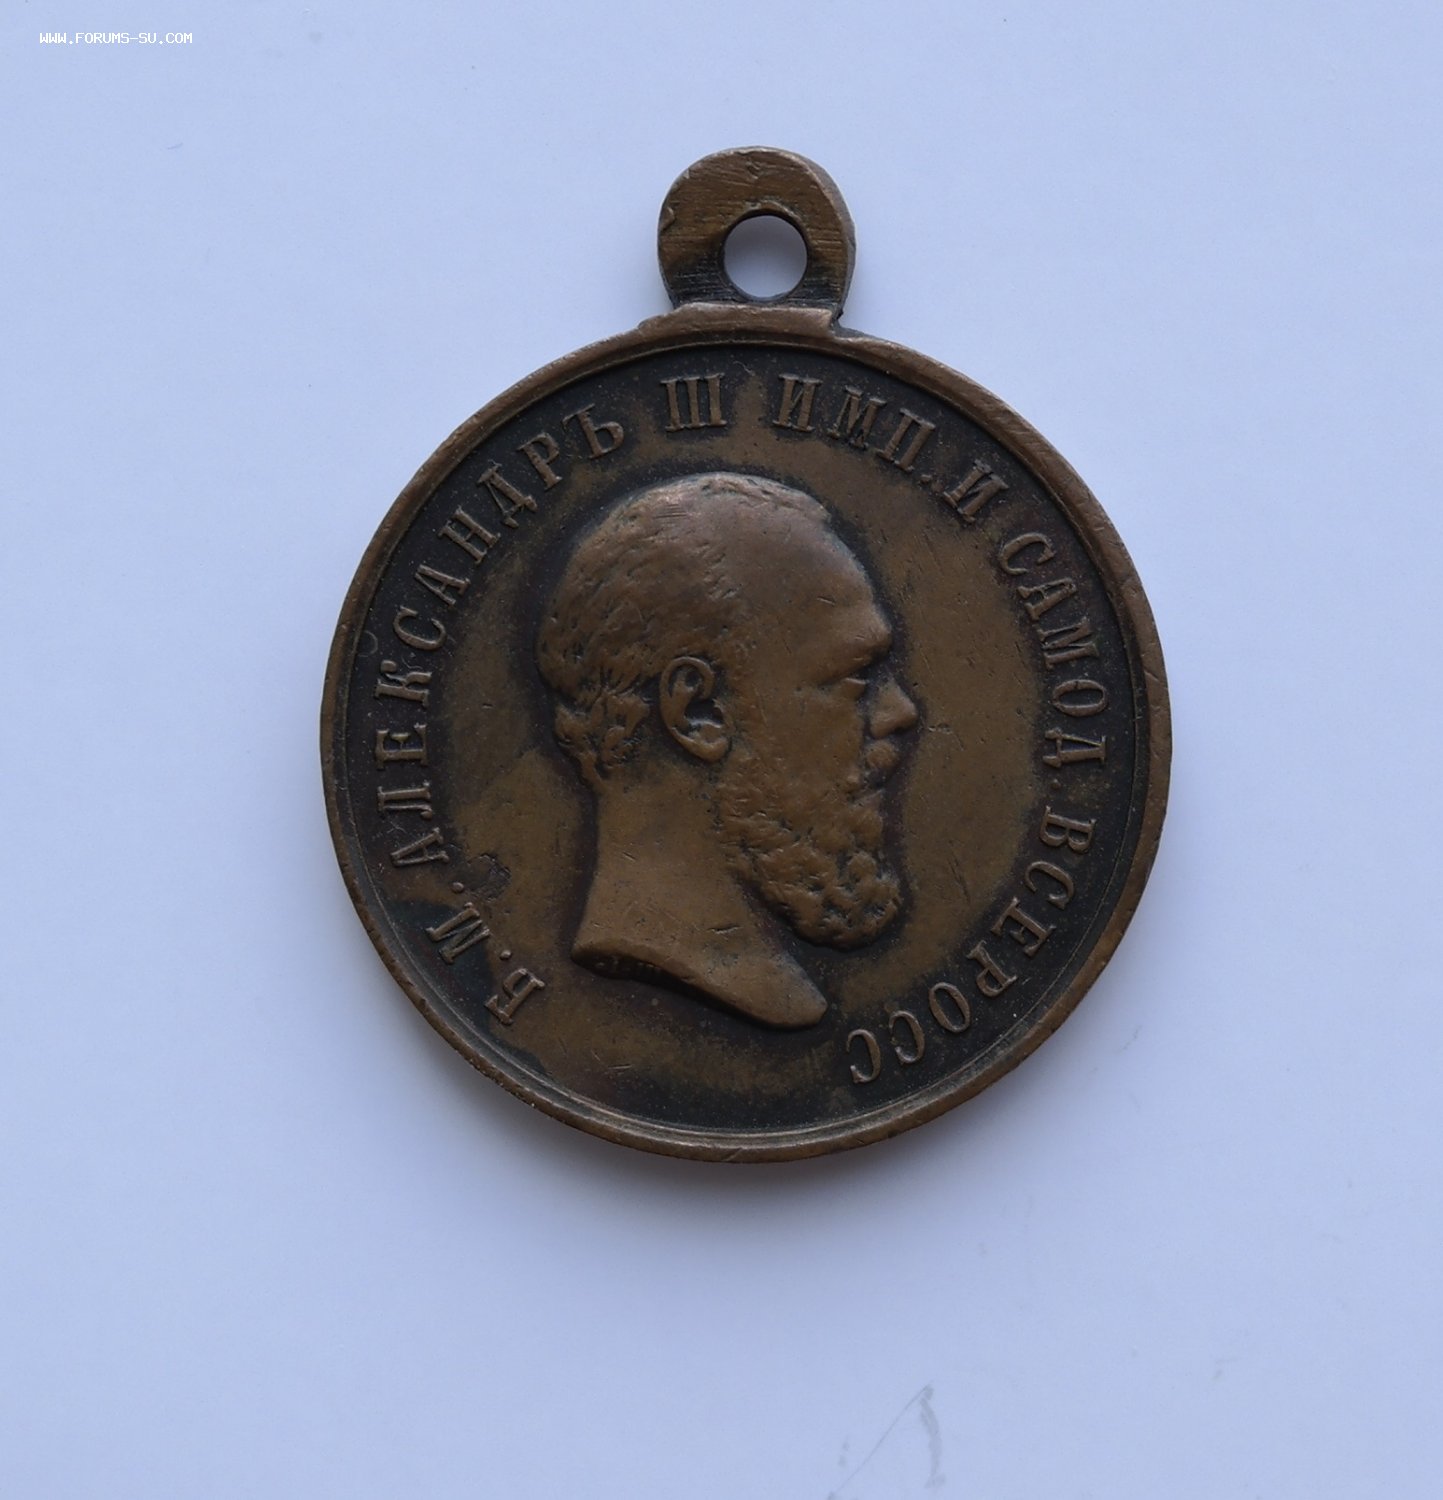 WWW.FORUMS-SU.COM
Б. М. АЛЕКСАНДРЪ III ИМП. И САМОД. ВСЕРОСС